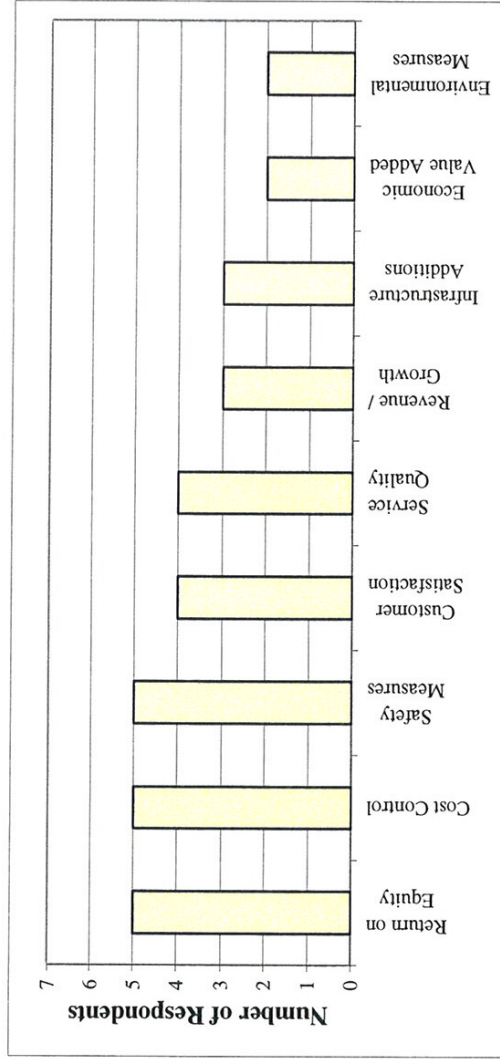 Number of Respondents
7
6
5
4
3
2
1
0
Return on
Equity
Cost Control
Safety
Measures
Customer
Satisfaction
Service
Quality
Revenue /
Growth
Infrastructure
Additions
Economic
Value Added
Environmental
Measures